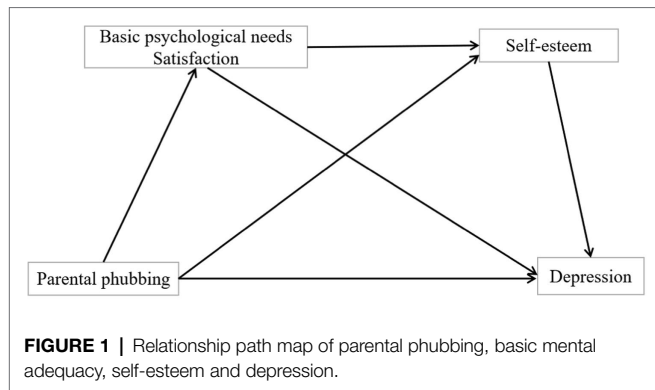 Basic psychological needs
Satisfaction
Self-esteem
Parental phubbing
Depression
FIGURE 1 | Relationship path map of parental phubbing, basic mental
adequacy, self-esteem and depression.